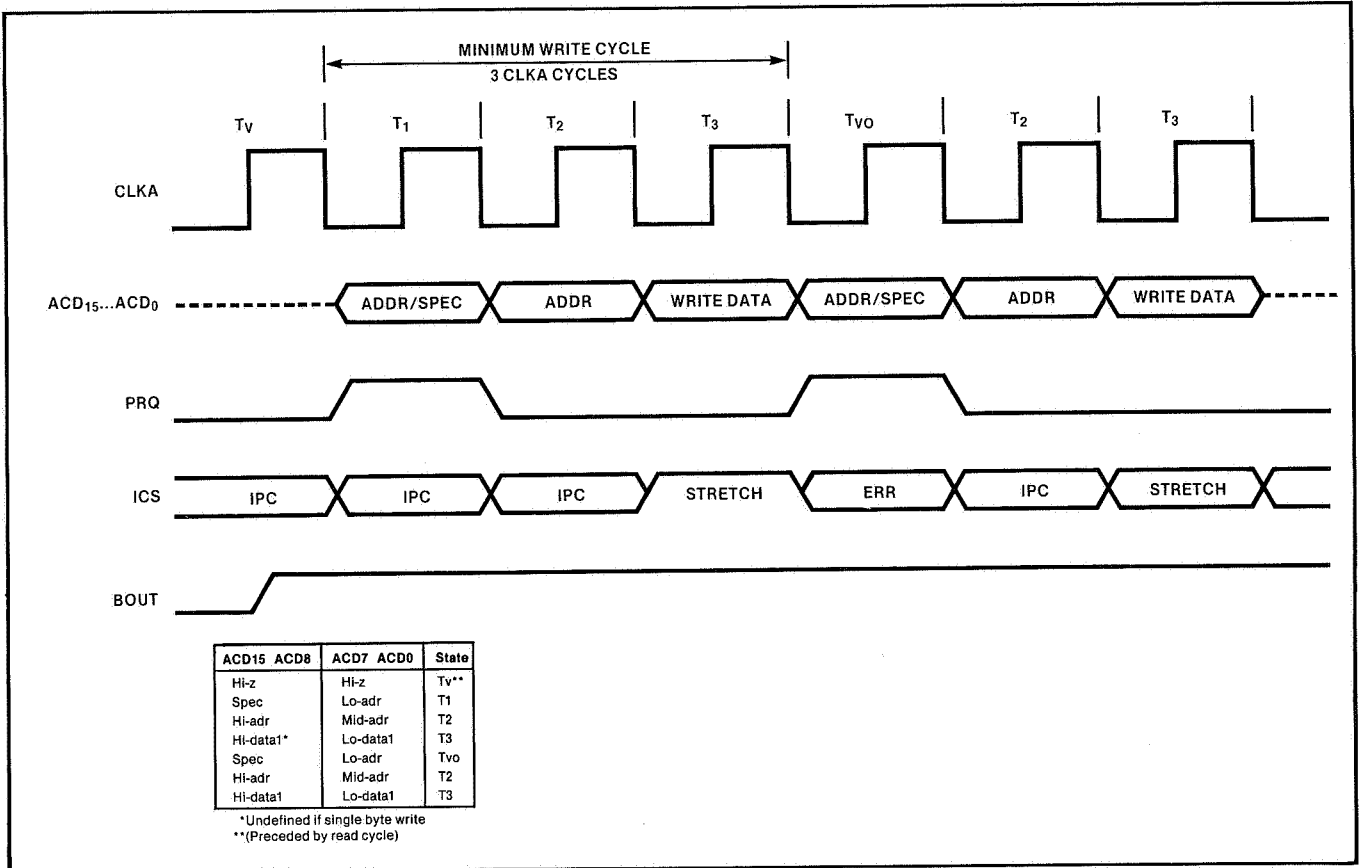 MINIMUM WRITE CYCLE
3 CLKA CYCLES
TV T1 T2 T3 TVO T2 T3
CLKA
ACD15...ACD0 ADDR/SPEC ADDR WRITE DATA ADDR/SPEC ADDR WRITE DATA
PRQ
ICS IPC IPC IPC STRETCH ERR IPC STRETCH
BOUT
ACD15 ACD8 ACD7 ACD0 State
Hi-z Hi-z Tv**
Spec Lo-adr T1
Hi-adr Mid-adr T2
Hi-data1* Lo-data1 T3
Spec Lo-adr Tvo
Hi-adr Mid-adr T2
Hi-data1 Lo-data1 T3
*Undefined if single byte write
**(Preceded by read cycle)